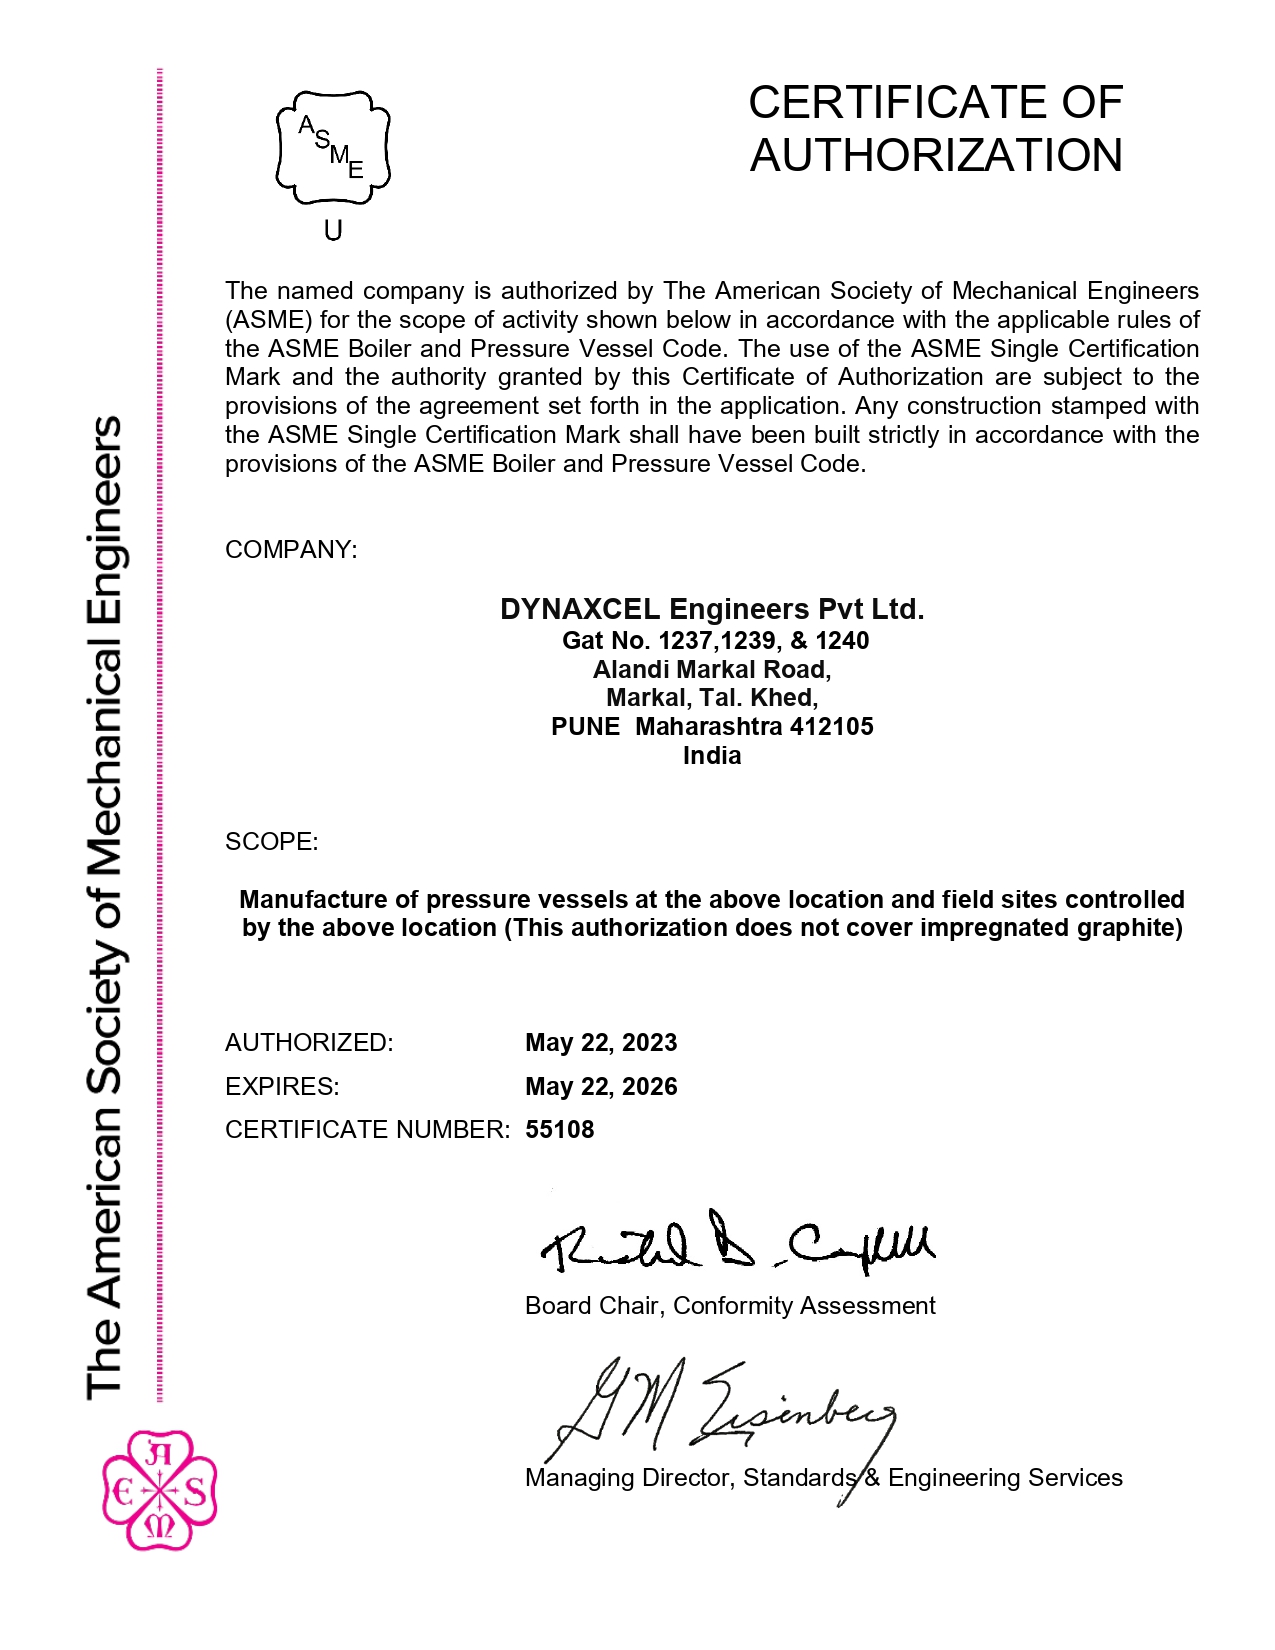 CERTIFICATE OF
AUTHORIZATION
A
S
M
E
U
The named company is authorized by The American Society of Mechanical Engineers
(ASME) for the scope of activity shown below in accordance with the applicable rules of
the ASME Boiler and Pressure Vessel Code. The use of the ASME Single Certification
Mark and the authority granted by this Certificate of Authorization are subject to the
provisions of the agreement set forth in the application. Any construction stamped with
the ASME Single Certification Mark shall have been built strictly in accordance with the
provisions of the ASME Boiler and Pressure Vessel Code.
COMPANY:
DYNAXCEL Engineers Pvt Ltd.
Gat No. 1237,1239, & 1240
Alandi Markal Road,
Markal, Tal. Khed,
PUNE  Maharashtra 412105
India
SCOPE:
Manufacture of pressure vessels at the above location and field sites controlled
by the above location (This authorization does not cover impregnated graphite)
AUTHORIZED: May 22, 2023
EXPIRES: May 22, 2026
CERTIFICATE NUMBER: 55108
Board Chair, Conformity Assessment
GM Eisenberg
Managing Director, Standards & Engineering Services
The American Society of Mechanical Engineers
A
E S
M